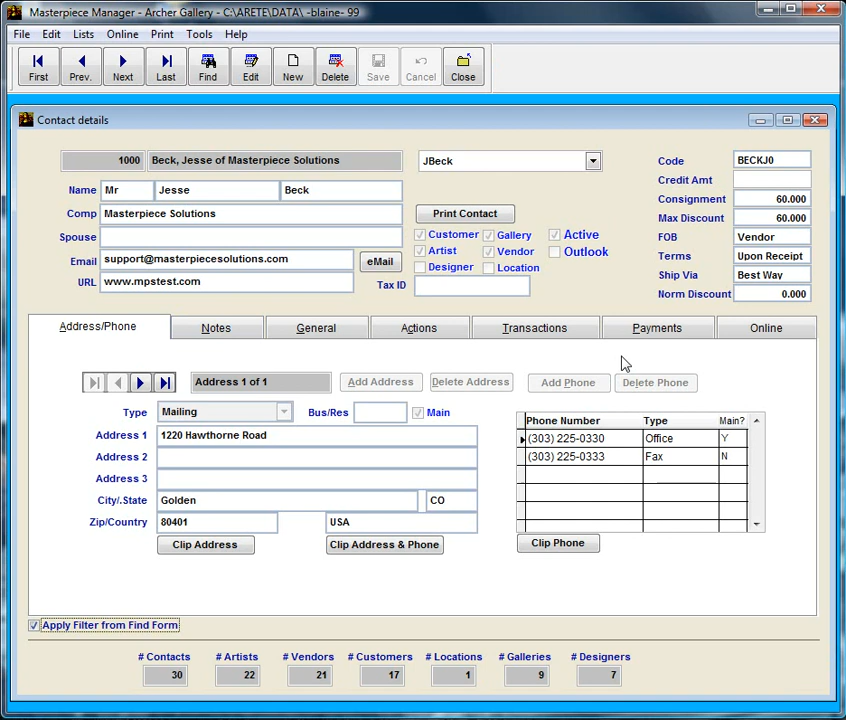 Masterpiece Manager - Archer Gallery - C:\ARETE\DATA\ -blaine- 99
File Edit Lists Online Print Tools Help
First Prev. Next Last Find Edit New Delete Save Cancel Close
Contact details
1000 Beck, Jesse of Masterpiece Solutions JBeck
Code BECKJ0
Credit Amt
Name Mr Jesse Beck
Consignment 60.000
Comp Masterpiece Solutions Print Contact
Max Discount 60.000
Spouse Customer Gallery Active
FOB Vendor
Email support@masterpiecesolutions.com eMail Artist Vendor Outlook
Terms Upon Receipt
URL www.mpstest.com Designer Location
Ship Via Best Way
Tax ID
Norm Discount 0.000
Address/Phone Notes General Actions Transactions Payments Online
Address 1 of 1 Add Address Delete Address Add Phone Delete Phone
Type Mailing Bus/Res Main
Phone Number Type Main?
Address 1 1220 Hawthorne Road
(303) 225-0330 Office Y
Address 2
(303) 225-0333 Fax N
Address 3
City/.State Golden CO
Zip/Country 80401 USA
Clip Address Clip Address & Phone Clip Phone
Apply Filter from Find Form
# Contacts # Artists # Vendors # Customers # Locations # Galleries # Designers
30 22 21 17 1 9 7